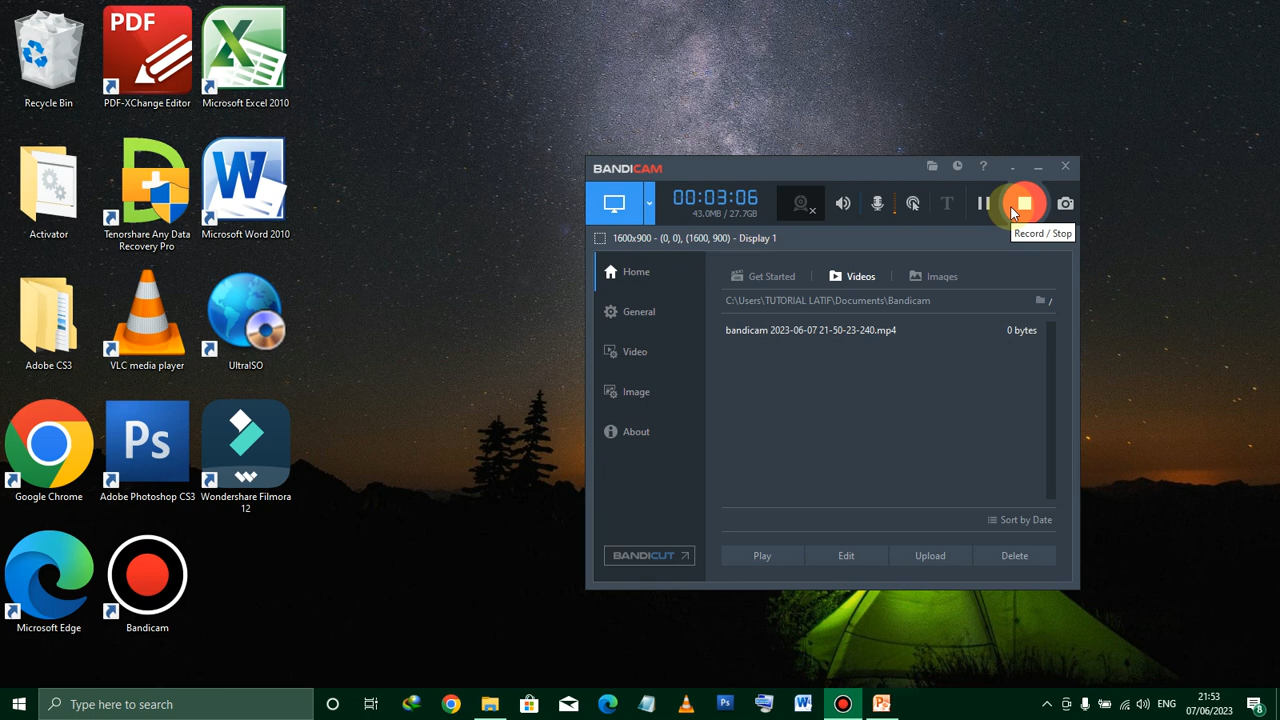 PDF
Recycle Bin
PDF-XChange Editor
Microsoft Excel 2010
Activator
Tenorshare Any Data
Recovery Pro
Microsoft Word 2010
Adobe CS3
VLC media player
UltraISO
Ps
Google Chrome
Adobe Photoshop CS3
Wondershare Filmora
12
Microsoft Edge
Bandicam
BANDICAM
?
00:03:06
43.0MB / 27.7GB
T
Record / Stop
1600x900 - (0, 0), (1600, 900) - Display 1
Home
General
Video
Image
About
BANDICUT
Get Started
Videos
Images
C:\Users\TUTORIAL LATIF\Documents\Bandicam
/
bandicam 2023-06-07 21-50-23-240.mp4
0 bytes
Sort by Date
Play
Edit
Upload
Delete
Type here to search
Ps
W
P
ENG
21:53
07/06/2023
8